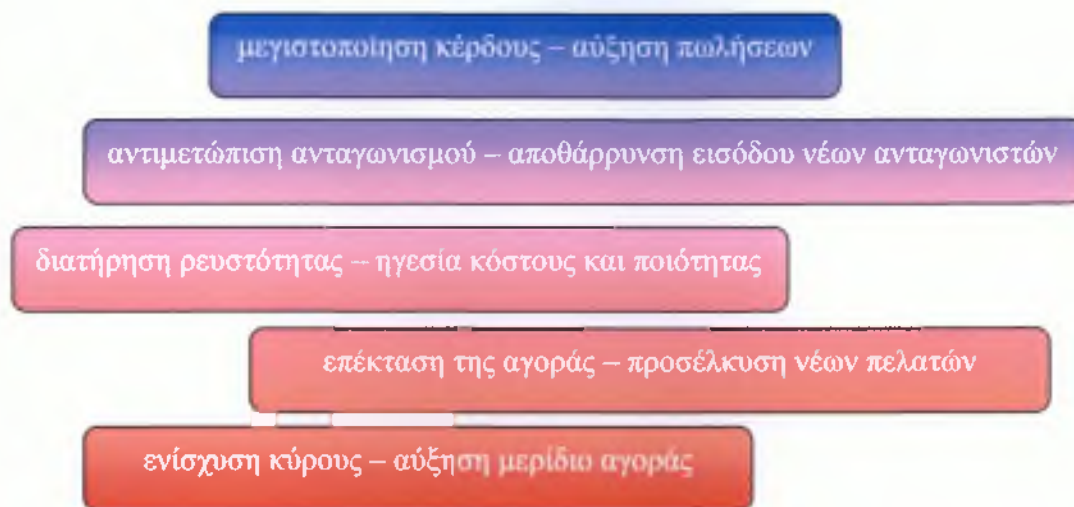 μεγιστοποίηση κέρδους – αύξηση πωλήσεων
αντιμετώπιση ανταγωνισμού – αποθάρρυνση εισόδου νέων ανταγωνιστών
διατήρηση ρευστότητας – ηγεσία κόστους και ποιότητας
επέκταση της αγοράς – προσέλκυση νέων πελατών
ενίσχυση κύρους – αύξηση μερίδιο αγοράς